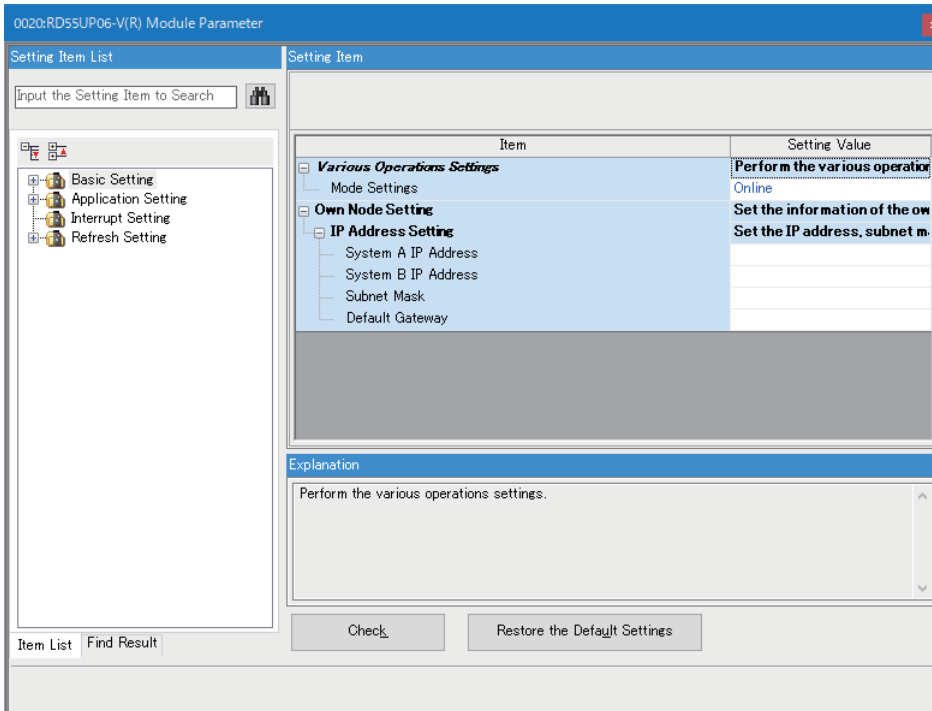 0020:RD55UP06-V(R) Module Parameter
Setting Item List
Input the Setting Item to Search
Basic Setting
Application Setting
Interrupt Setting
Refresh Setting
Item List
Find Result
Setting Item
Item
Setting Value
Various Operations Settings
Perform the various operation
Mode Settings
Online
Own Node Setting
Set the information of the ow
IP Address Setting
Set the IP address, subnet m
System A IP Address
System B IP Address
Subnet Mask
Default Gateway
Explanation
Perform the various operations settings.
Check
Restore the Default Settings